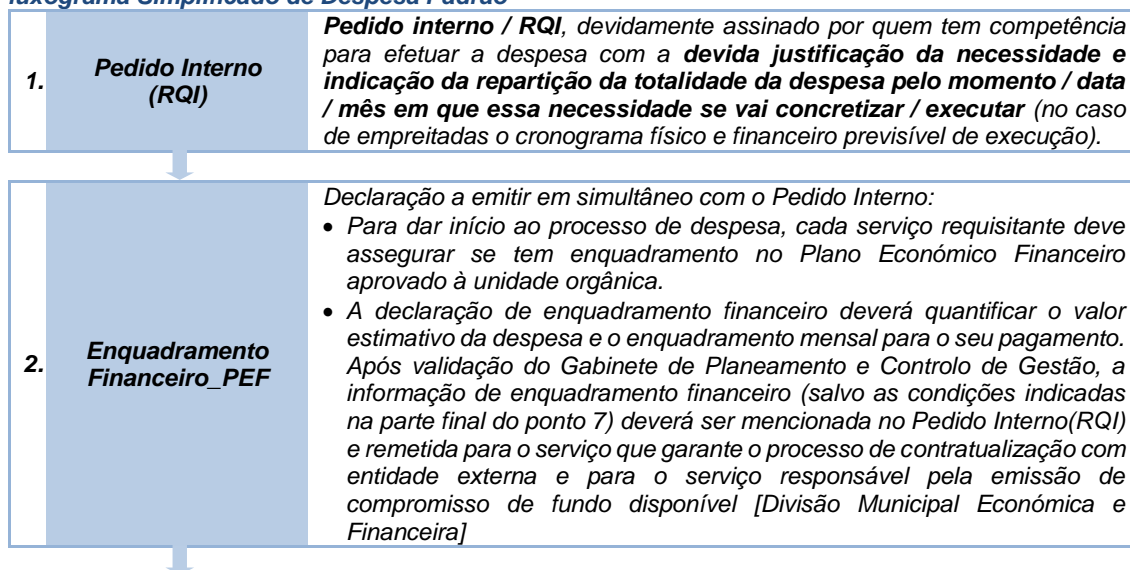 luxograma Simplificado de Despesa Padrão
1.
Pedido Interno
(RQI)
Pedido interno / RQI, devidamente assinado por quem tem competência
para efetuar a despesa com a devida justificação da necessidade e
indicação da repartição da totalidade da despesa pelo momento / data
/ mês em que essa necessidade se vai concretizar / executar (no caso
de empreitadas o cronograma físico e financeiro previsível de execução).
2.
Enquadramento
Financeiro_PEF
Declaração a emitir em simultâneo com o Pedido Interno:
• Para dar início ao processo de despesa, cada serviço requisitante deve
assegurar se tem enquadramento no Plano Económico Financeiro
aprovado à unidade orgânica.
• A declaração de enquadramento financeiro deverá quantificar o valor
estimativo da despesa e o enquadramento mensal para o seu pagamento.
Após validação do Gabinete de Planeamento e Controlo de Gestão, a
informação de enquadramento financeiro (salvo as condições indicadas
na parte final do ponto 7) deverá ser mencionada no Pedido Interno(RQI)
e remetida para o serviço que garante o processo de contratualização com
entidade externa e para o serviço responsável pela emissão de
compromisso de fundo disponível [Divisão Municipal Económica e
Financeira]